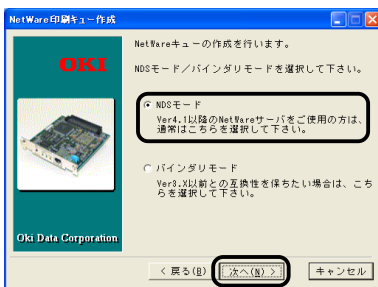 NetWare印刷キュー作成
OKI
NetWareキューの作成を行います。
NDSモード/バインダリモードを選択して下さい。
NDSモード
Ver4.1以降のNetWareサーバをご使用の方は、
通常はこちらを選択して下さい。
バインダリモード
Ver3.X以前との互換性を保ちたい場合は、こち
らを選択して下さい。
Oki Data Corporation
< 戻る(B)
次へ(N) >
キャンセル